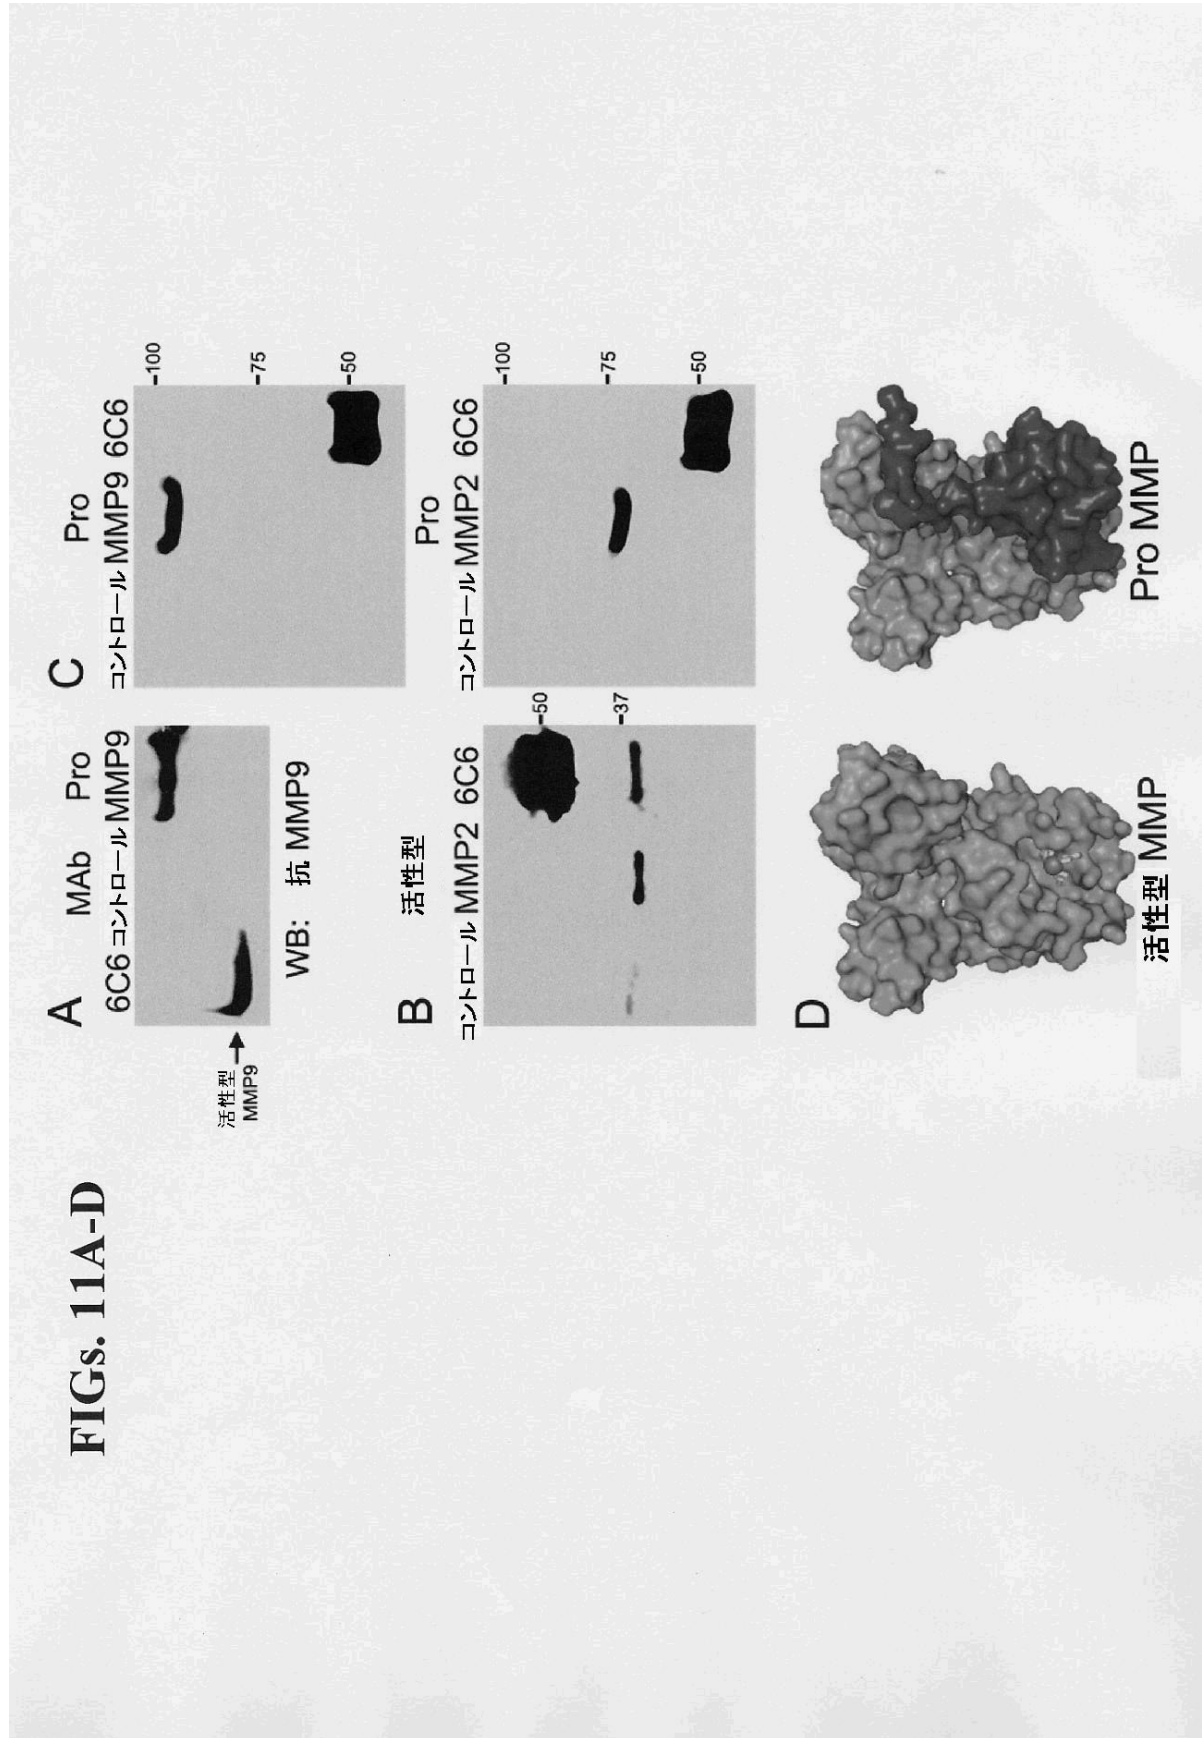 FIGs. 11A-D
A
MAb Pro
6C6 コントロール MMP9
活性型
MMP9
WB: 抗 MMP9
B
活性型
コントロール MMP2 6C6
-50
-37
C
Pro
コントロール MMP9 6C6
-100
-75
-50
Pro
コントロール MMP2 6C6
-100
-75
-50
D
活性型 MMP
Pro MMP